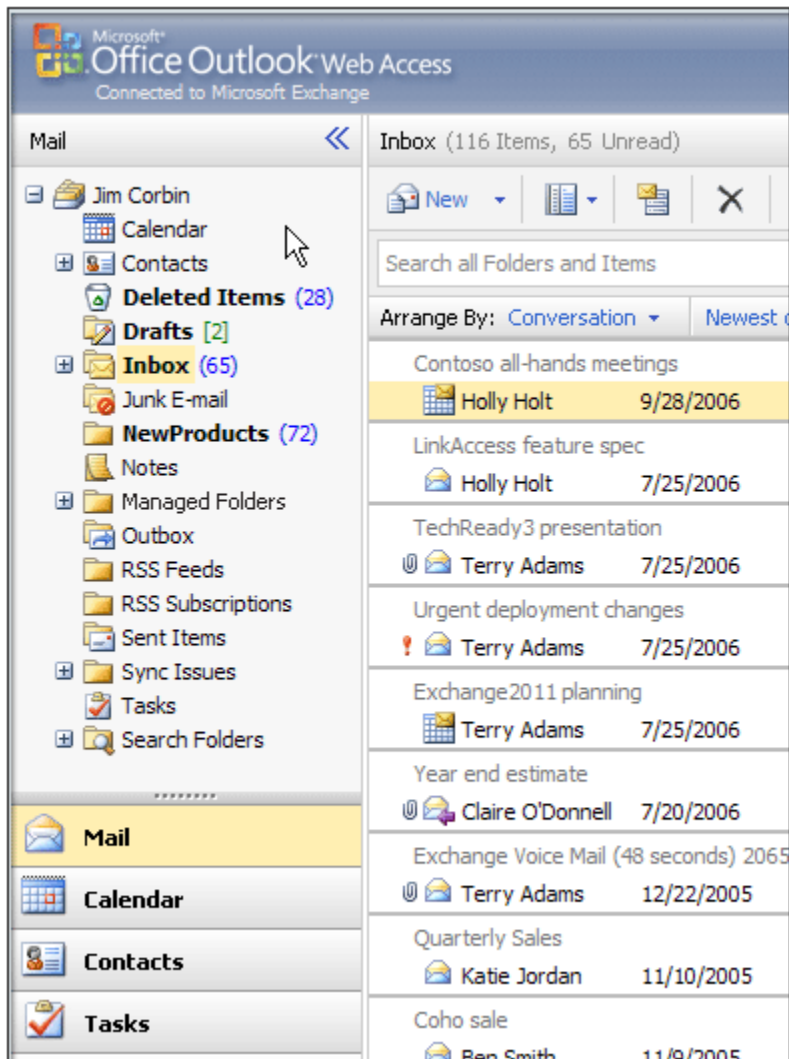 Microsoft®
Office Outlook® Web Access
Connected to Microsoft Exchange
Mail
Jim Corbin
Calendar
Contacts
Deleted Items (28)
Drafts [2]
Inbox (65)
Junk E-mail
NewProducts (72)
Notes
Managed Folders
Outbox
RSS Feeds
RSS Subscriptions
Sent Items
Sync Issues
Tasks
Search Folders
Mail
Calendar
Contacts
Tasks
Inbox (116 Items, 65 Unread)
New
Search all Folders and Items
Arrange By: Conversation Newest
Contoso all-hands meetings
Holly Holt 9/28/2006
LinkAccess feature spec
Holly Holt 7/25/2006
TechReady3 presentation
Terry Adams 7/25/2006
Urgent deployment changes
Terry Adams 7/25/2006
Exchange2011 planning
Terry Adams 7/25/2006
Year end estimate
Claire O'Donnell 7/20/2006
Exchange Voice Mail (48 seconds) 2065
Terry Adams 12/22/2005
Quarterly Sales
Katie Jordan 11/10/2005
Coho sale
Ben Smith 11/9/2005